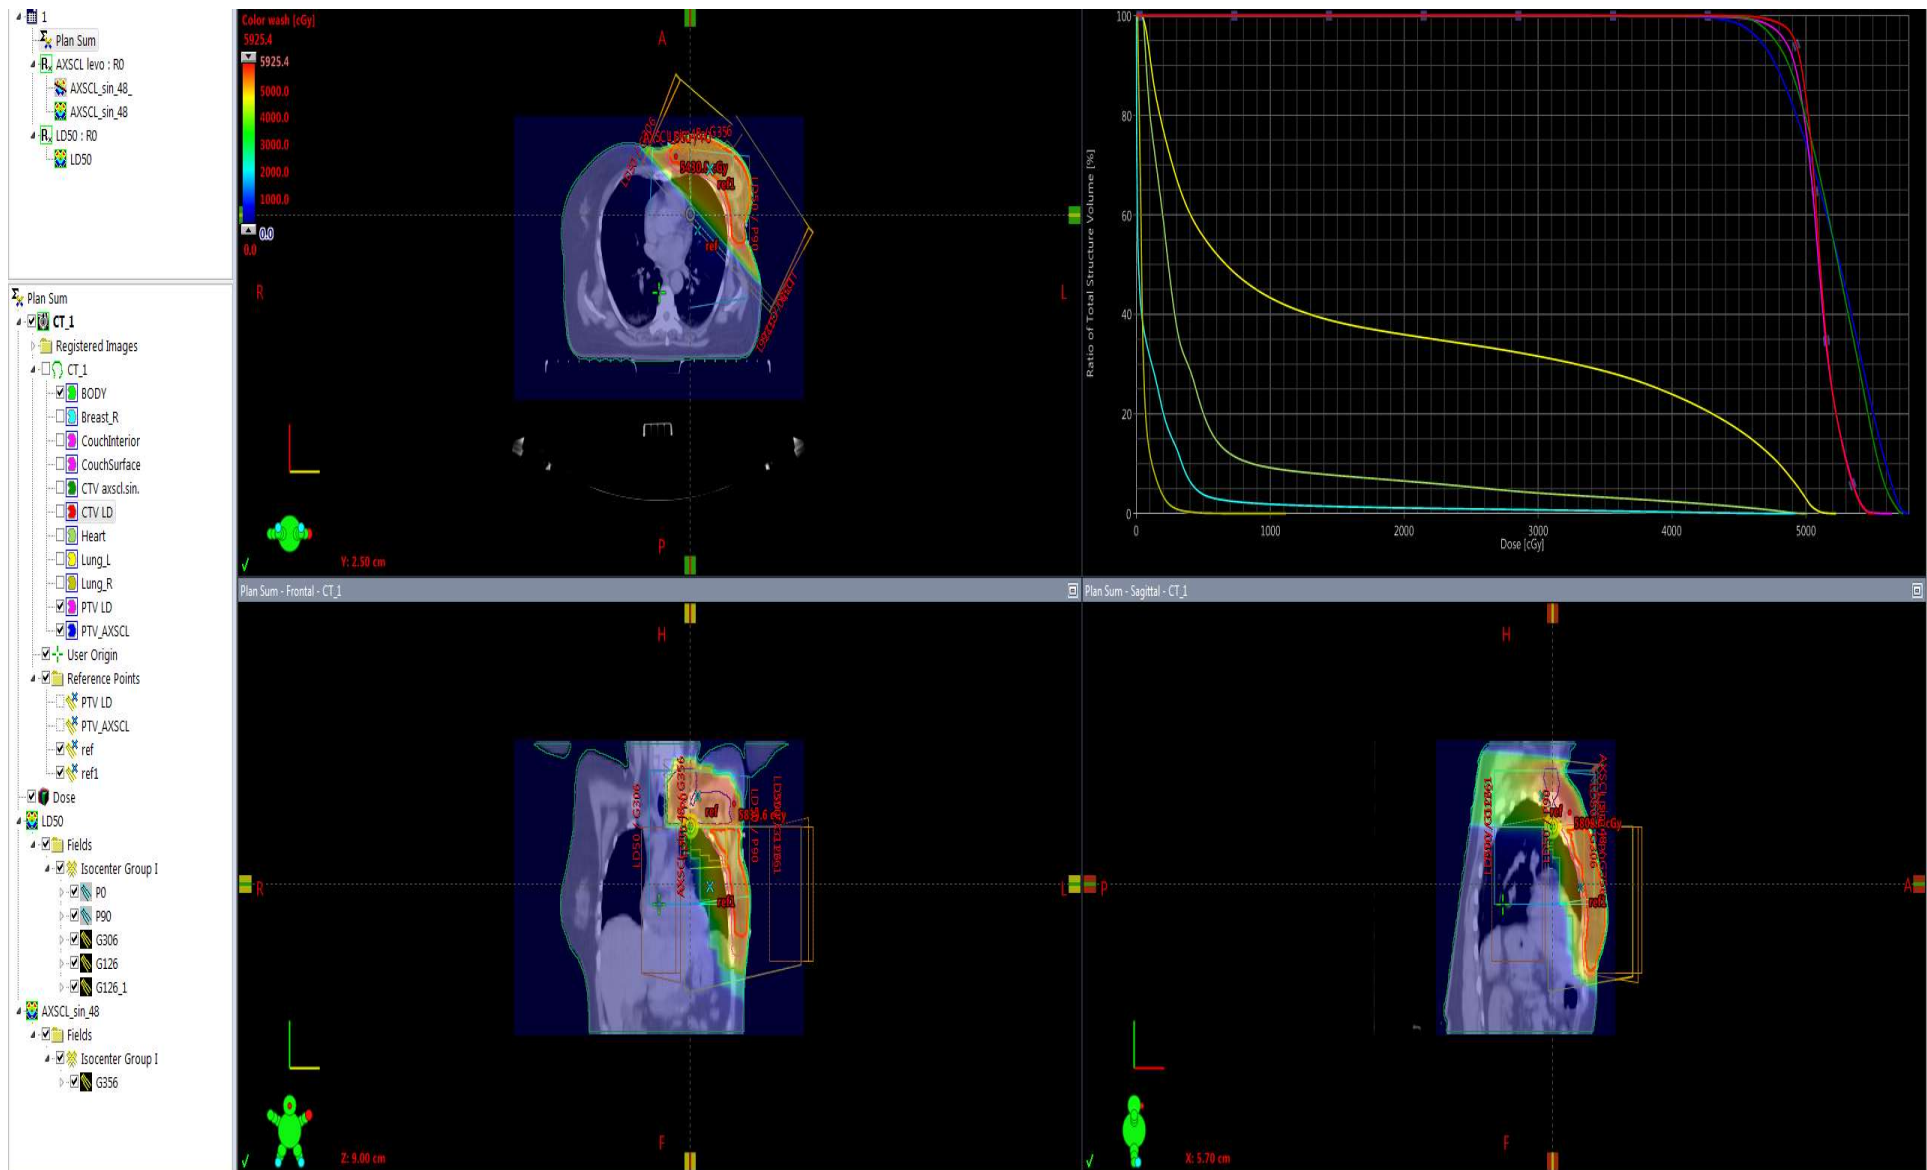 1
Plan Sum
AXSCL levo : R0
AXSCL_sin_48_
AXSCL_sin_48
LD50 : R0
LD50
Plan Sum
CT_1
Registered Images
CT_1
BODY
Breast_R
CouchInterior
CouchSurface
CTV axscl.sin.
CTV LD
Heart
Lung_L
Lung_R
PTV LD
PTV_AXSCL
User Origin
Reference Points
PTV LD
PTV_AXSCL
ref
ref1
Dose
LD50
Fields
Isocenter Group I
P0
P90
G306
G126
G126_1
AXSCL_sin_48
Fields
Isocenter Group I
G356
Color wash [cGy]
5925.4
5925.4
5000.0
4000.0
3000.0
2000.0
1000.0
0.0
0.0
A
R
L
P
ref1
ref
LD50 / P90
Y: 2.50 cm
Ratio of Total Structure Volume [%]
100
80
60
40
20
0
0
1000
2000
3000
4000
5000
Dose [cGy]
Plan Sum - Frontal - CT_1
H
R
L
F
LD50 / G306
ref
ref1
LD50 / P90
Z: 9.00 cm
Plan Sum - Sagittal - CT_1
H
P
A
F
ref
ref1
X: 5.70 cm